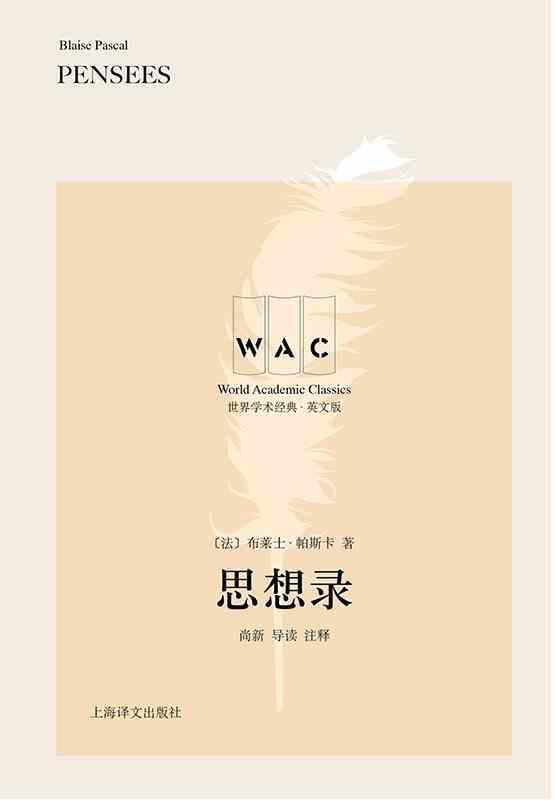 Blaise Pascal
PENSEES
WAC
World Academic Classics
世界学术经典·英文版
〔法〕布莱士·帕斯卡 著
思想录
尚新 导读 注释
上海译文出版社